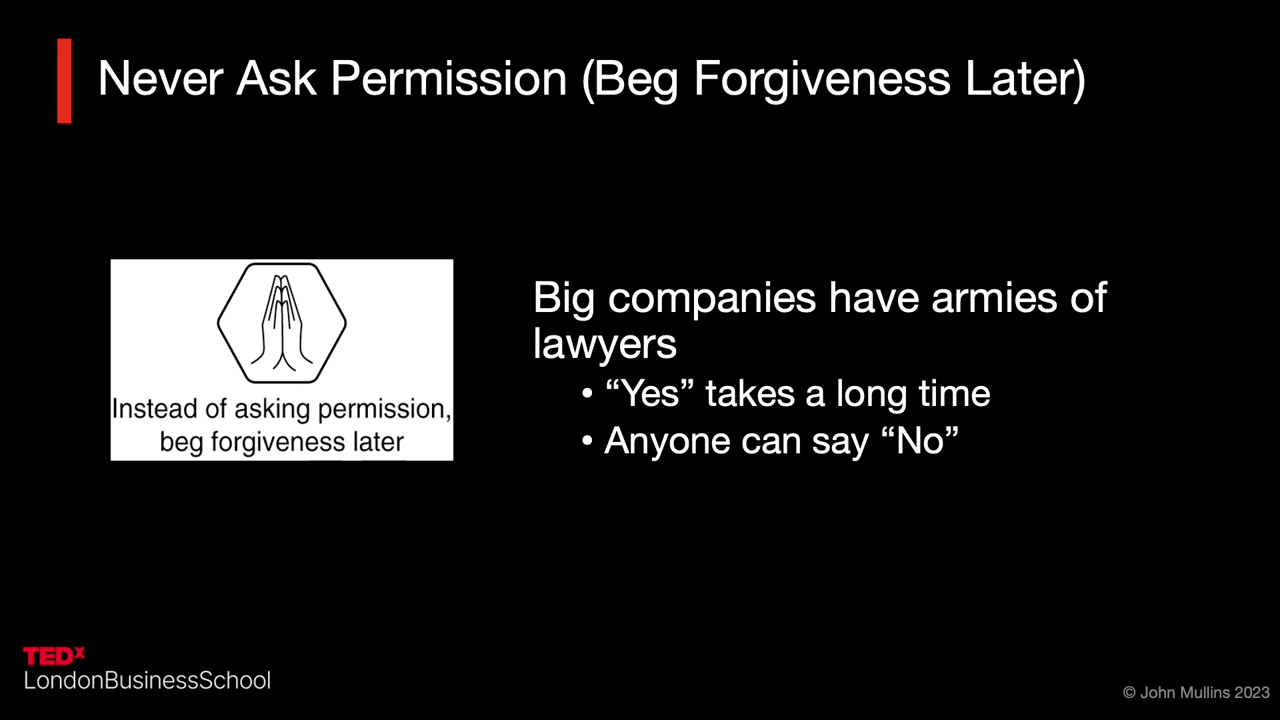 Never Ask Permission (Beg Forgiveness Later)
Instead of asking permission,
beg forgiveness later
Big companies have armies of
lawyers
• “Yes” takes a long time
• Anyone can say “No”
TEDx
LondonBusinessSchool
© John Mullins 2023